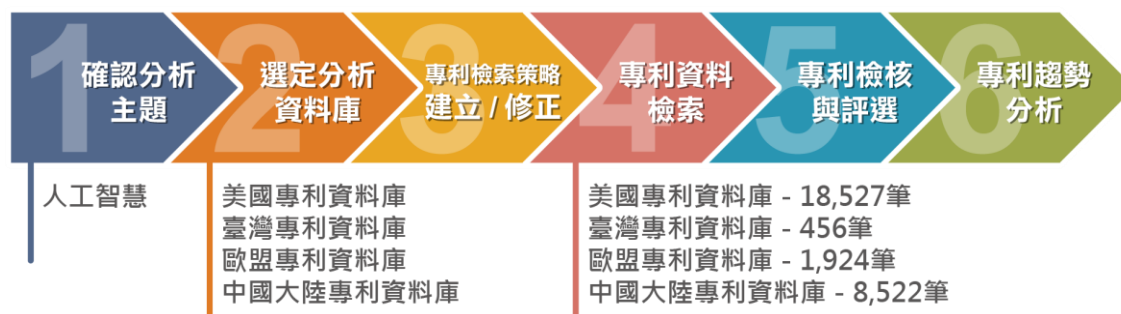 1 確認分析
主題
2 選定分析
資料庫
3 專利檢索策略
建立 / 修正
4 專利資料
檢索
5 專利檢核
與評選
6 專利趨勢
分析
人工智慧
美國專利資料庫
臺灣專利資料庫
歐盟專利資料庫
中國大陸專利資料庫
美國專利資料庫 - 18,527筆
臺灣專利資料庫 - 456筆
歐盟專利資料庫 - 1,924筆
中國大陸專利資料庫 - 8,522筆